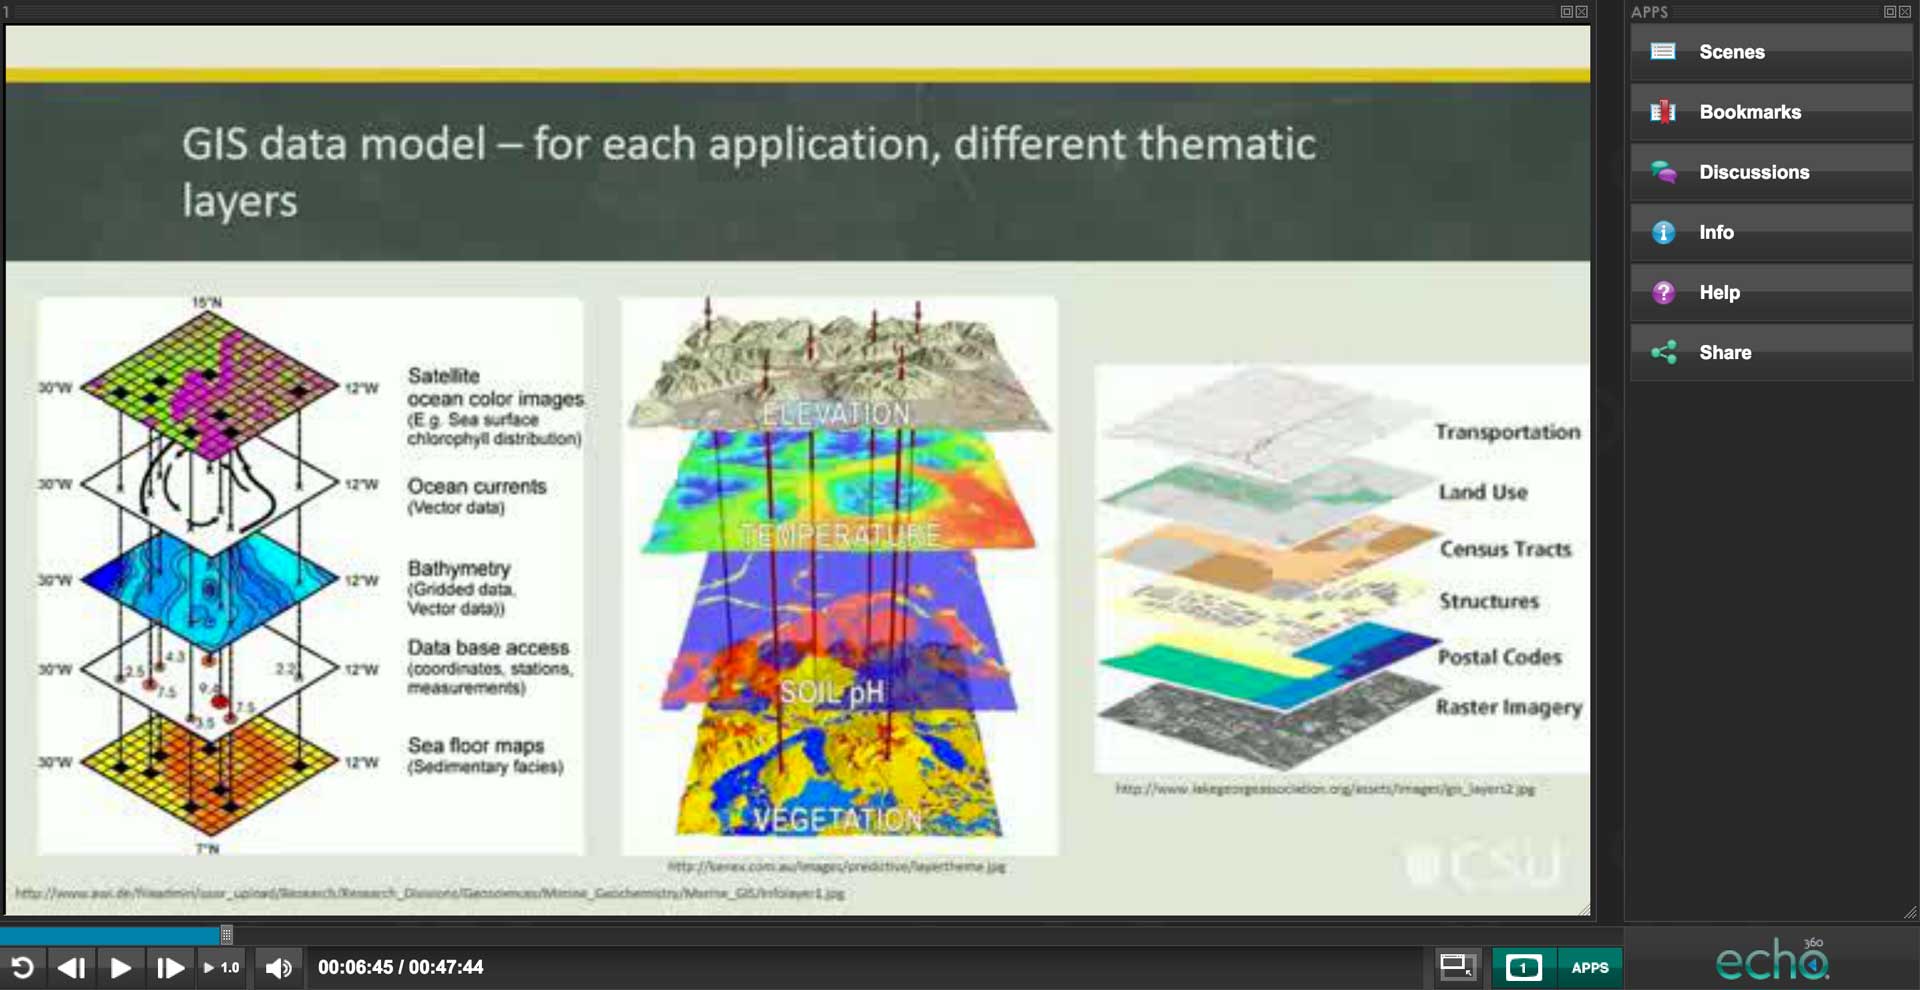 1
APPS
GIS data model – for each application, different thematic
layers
15°N
30°W
12°W
Satellite
ocean color images
(E.g. Sea surface
chlorophyll distribution)
30°W
12°W
Ocean currents
(Vector data)
30°W
12°W
Bathymetry
(Gridded data,
Vector data))
30°W
12°W
2.5
4.3
7.5
2.2
7.5
3.5
Data base access
(coordinates, stations,
measurements)
30°W
12°W
Sea floor maps
(Sedimentary facies)
7°N
http://www.awi.de/fileadmin/user_upload/Research/Research_Divisions/Geosciences/Marine_Geochemistry/Marine_GIS/Infolayer1.jpg
ELEVATION
TEMPERATURE
SOIL pH
VEGETATION
http://kenex.com.au/images/predictive/layertheme.jpg
Transportation
Land Use
Census Tracts
Structures
Postal Codes
Raster Imagery
http://www.lakegeorgeassociation.org/assets/images/gis_layers2.jpg
CSU
Scenes
Bookmarks
Discussions
Info
Help
Share
1.0
00:06:45 / 00:47:44
1
APPS
echo
360